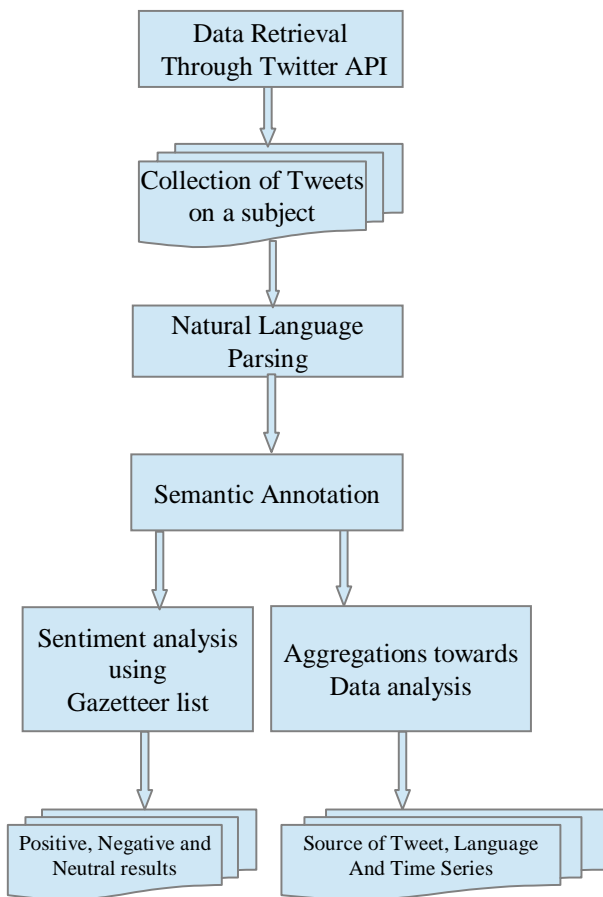 Data Retrieval
Through Twitter API
Collection of Tweets
on a subject
Natural Language
Parsing
Semantic Annotation
Sentiment analysis
using
Gazetteer list
Aggregations towards
Data analysis
Positive, Negative and
Neutral results
Source of Tweet, Language
And Time Series